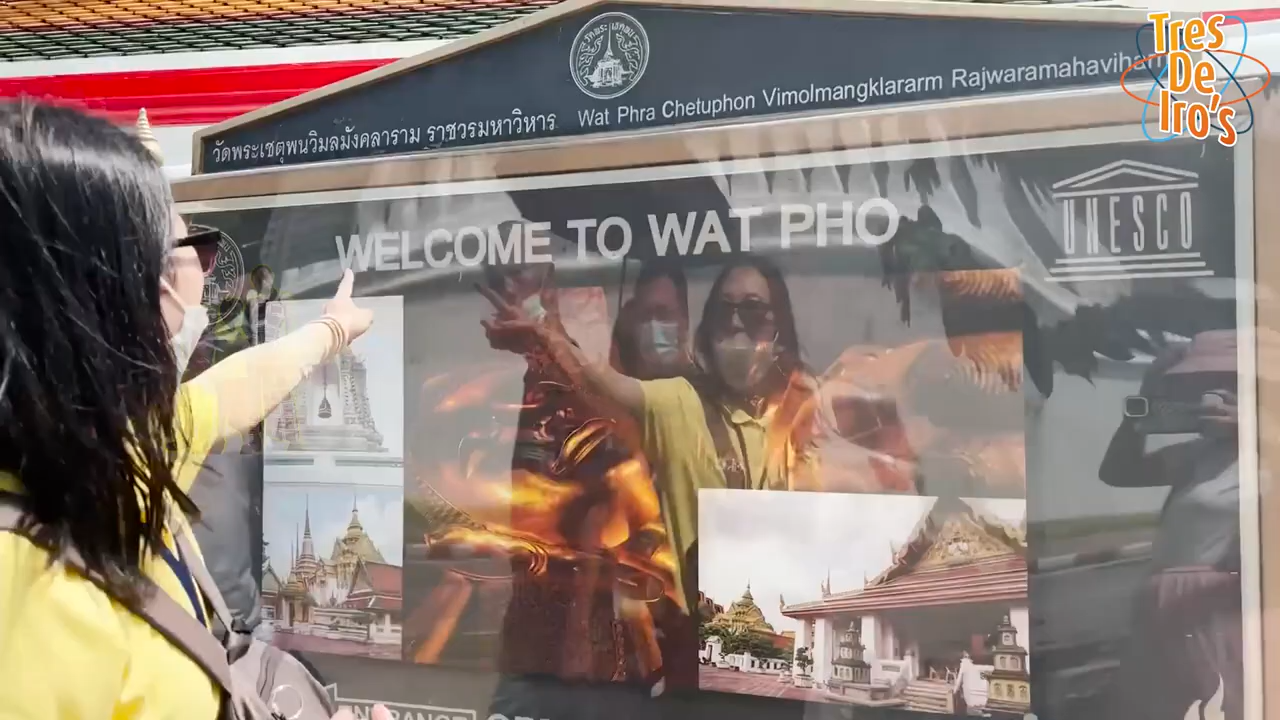 Tres
De
Iro's
วัดพระเชตุพนวิมลมังคลาราม ราชวรมหาวิหาร Wat Phra Chetuphon Vimolmangklararm Rajwaramahavihan
WELCOME TO WAT PHO
UNESCO
ENTRANCE